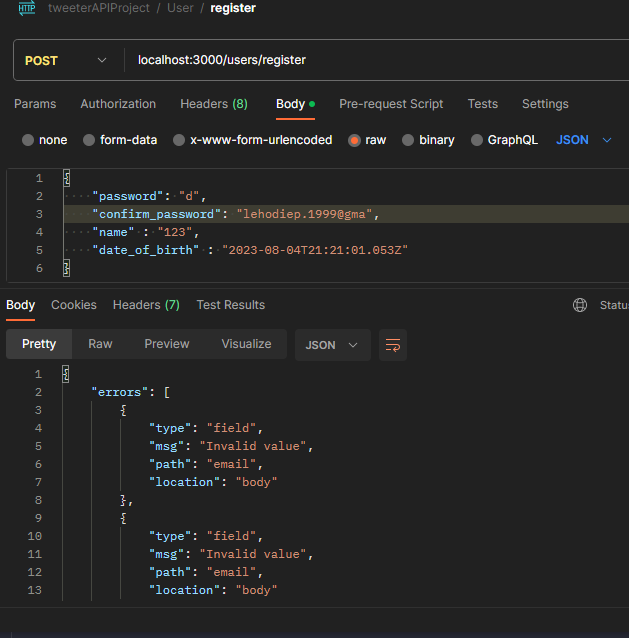 HTTP tweeterAPIProject / User / register
POST localhost:3000/users/register
Params Authorization Headers (8) Body Pre-request Script Tests Settings
none form-data x-www-form-urlencoded raw binary GraphQL JSON
1 {
2 "password": "d",
3 "confirm_password": "lehodiep.1999@gma",
4 "name" : "123",
5 "date_of_birth" : "2023-08-04T21:21:01.053Z"
6 }
Body Cookies Headers (7) Test Results Statu
Pretty Raw Preview Visualize JSON
1 {
2 "errors": [
3 {
4 "type": "field",
5 "msg": "Invalid value",
6 "path": "email",
7 "location": "body"
8 },
9 {
10 "type": "field",
11 "msg": "Invalid value",
12 "path": "email",
13 "location": "body"